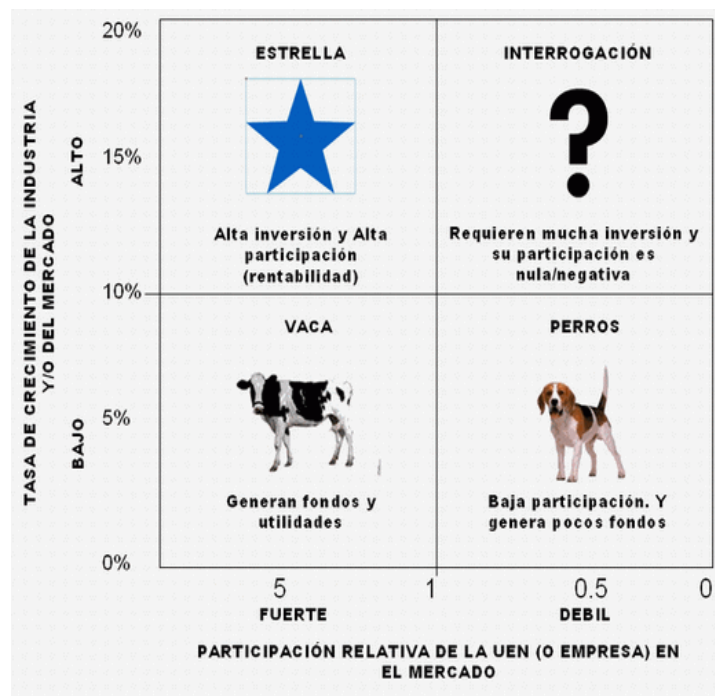 20%
ESTRELLA
INTERROGACIÓN
TASA DE CRECIMIENTO DE LA INDUSTRIA
Y/O DEL MERCADO
ALTO
15%
?
Alta inversión y Alta
participación
(rentabilidad)
Requieren mucha inversión y
su participación es
nula/negativa
10%
VACA
PERROS
BAJO
5%
Generan fondos y
utilidades
Baja participación. Y
genera pocos fondos
0%
5
1
0.5
0
FUERTE
DEBIL
PARTICIPACIÓN RELATIVA DE LA UEN (O EMPRESA) EN
EL MERCADO